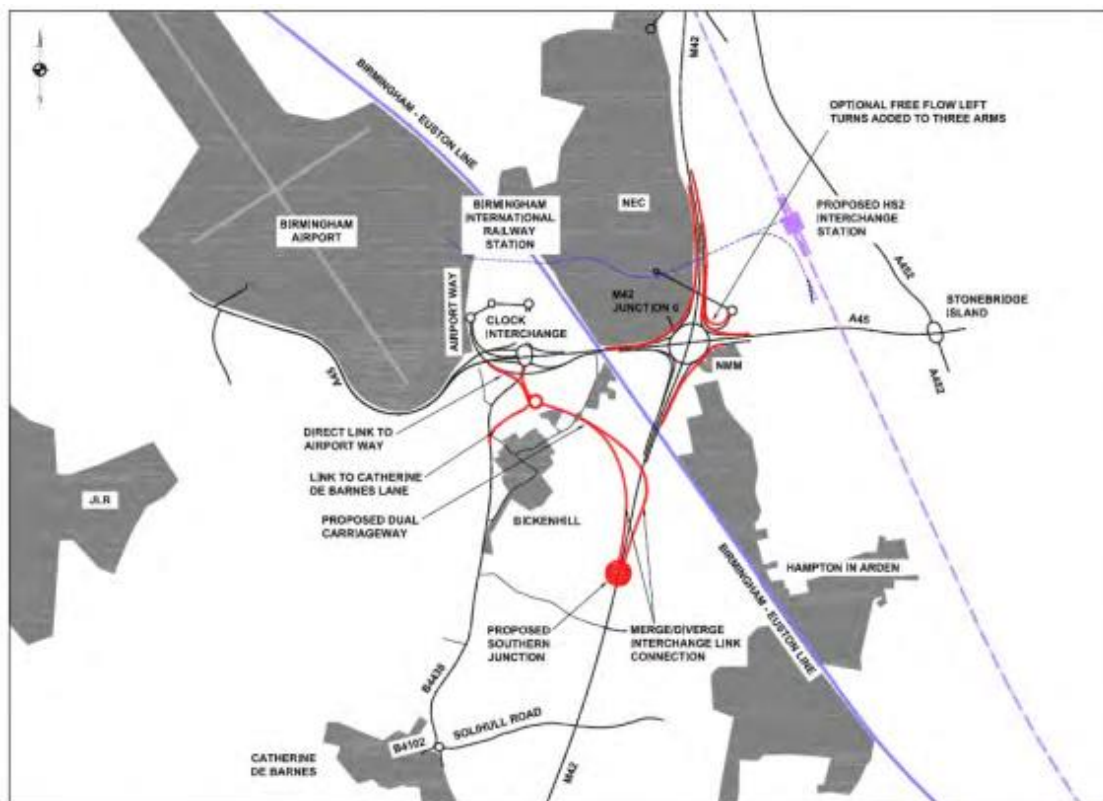 M42
BIRMINGHAM - EUSTON LINE
OPTIONAL FREE FLOW LEFT
TURNS ADDED TO THREE ARMS
NEC
BIRMINGHAM
INTERNATIONAL
RAILWAY
STATION
PROPOSED HS2
INTERCHANGE
STATION
BIRMINGHAM
AIRPORT
A452
AIRPORT WAY
M42
JUNCTION 6
CLOCK
INTERCHANGE
A45
STONEBRIDGE
ISLAND
A45
NMM
A452
DIRECT LINK TO
AIRPORT WAY
LINK TO CATHERINE
DE BARNES LANE
PROPOSED DUAL
CARRIAGEWAY
JLR
BICKENHILL
BIRMINGHAM - EUSTON LINE
HAMPTON IN ARDEN
PROPOSED
SOUTHERN
JUNCTION
MERGE/DIVERGE
INTERCHANGE LINK
CONNECTION
B4438
SOLIHULL ROAD
B4102
CATHERINE
DE BARNES
M42